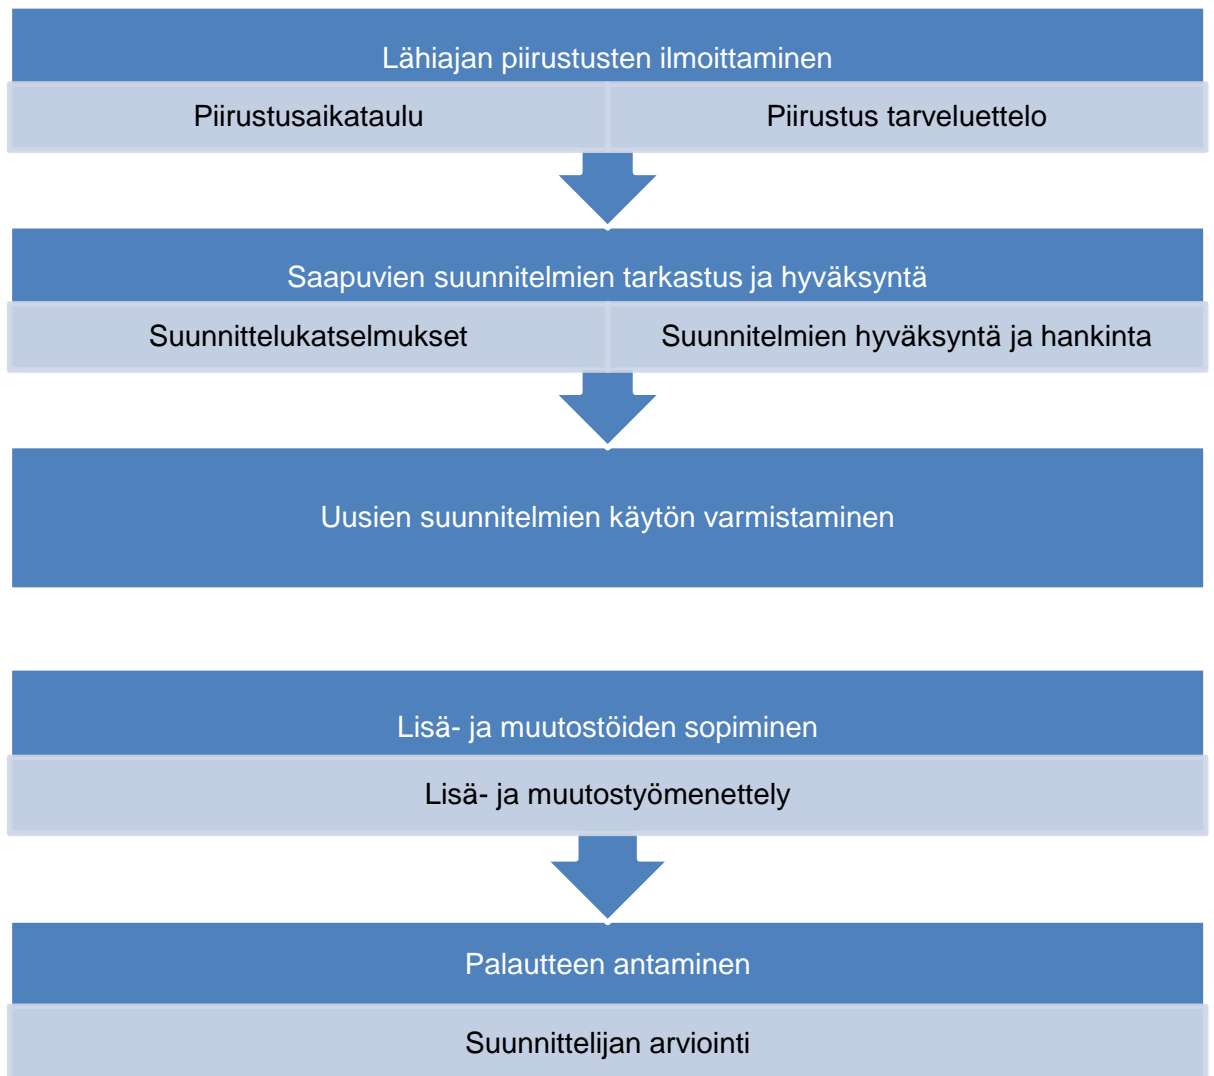 Lähiajan piirustusten ilmoittaminen
Piirustusaikataulu
Piirustus tarveluettelo
Saapuvien suunnitelmien tarkastus ja hyväksyntä
Suunnittelukatselmukset
Suunnitelmien hyväksyntä ja hankinta
Uusien suunnitelmien käytön varmistaminen
Lisä- ja muutostöiden sopiminen
Lisä- ja muutostyömenettely
Palautteen antaminen
Suunnittelijan arviointi